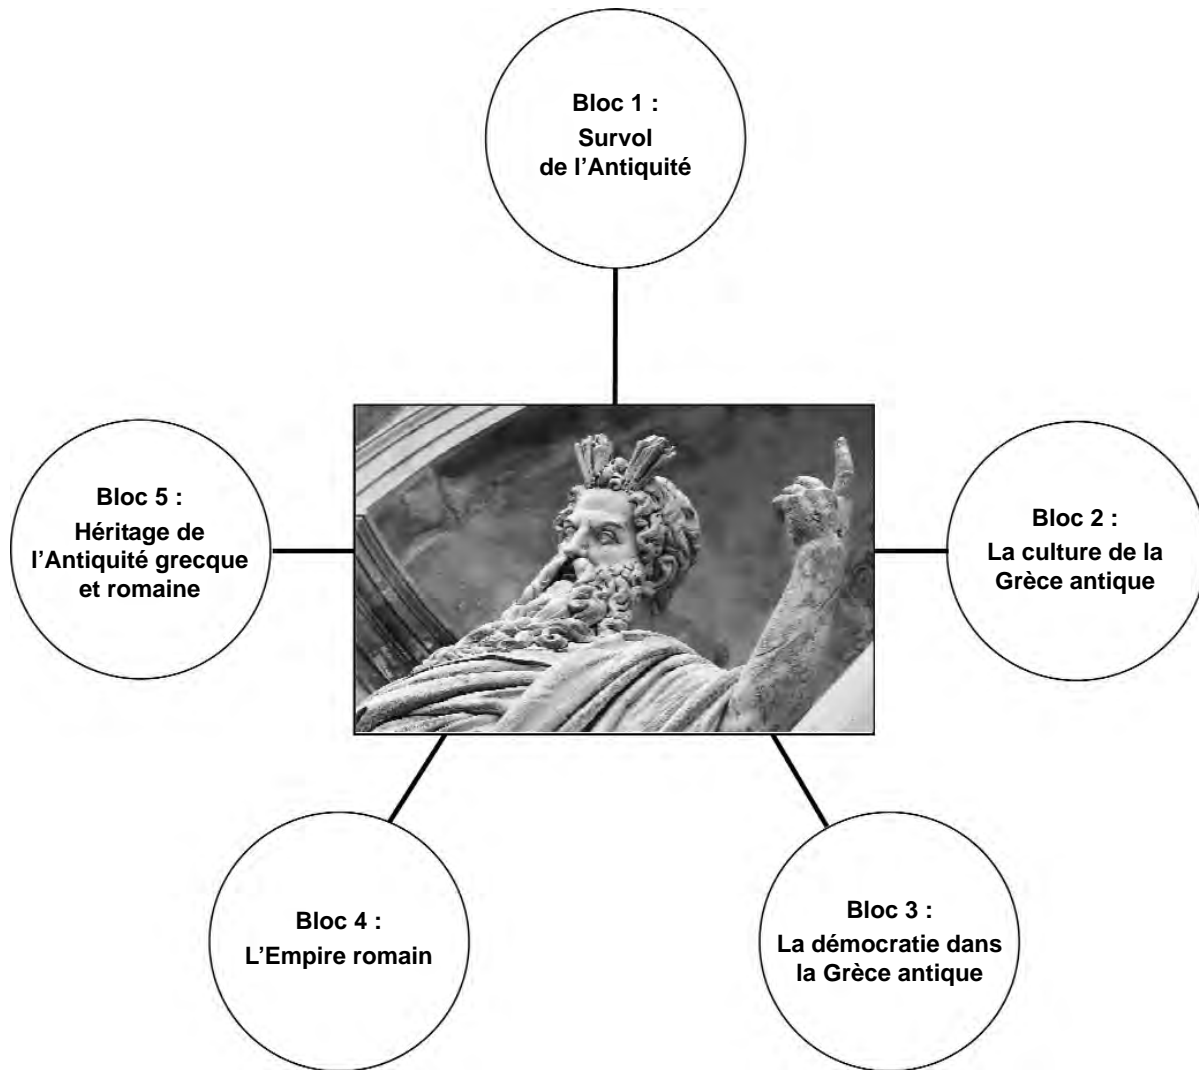 Bloc 1 :
Survol
de l'Antiquité
Bloc 2 :
La culture de la
Grèce antique
Bloc 3 :
La démocratie dans
la Grèce antique
Bloc 4 :
L'Empire romain
Bloc 5 :
Héritage de
l'Antiquité grecque
et romaine